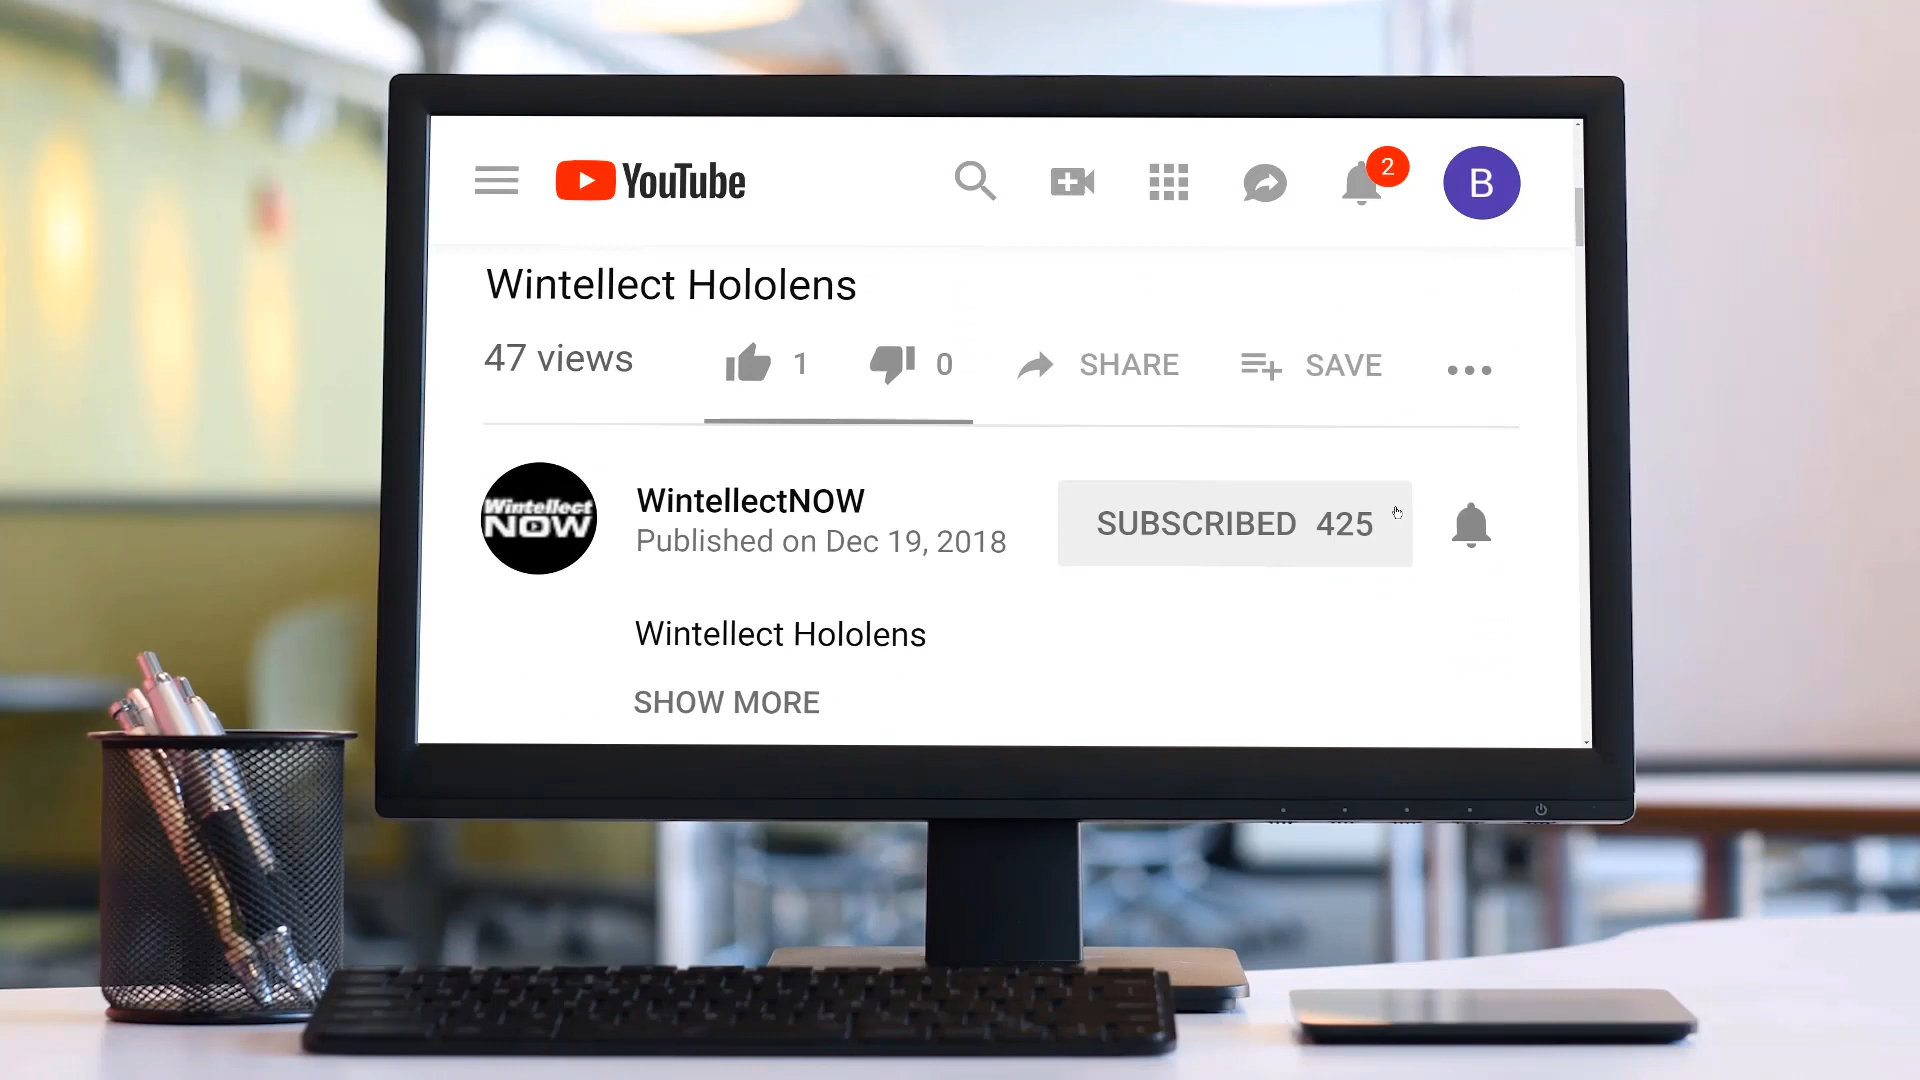 YouTube
2
B
Wintellect Hololens
47 views
1
0
SHARE
SAVE
Wintellect
NOW
WintellectNOW
Published on Dec 19, 2018
SUBSCRIBED 425
Wintellect Hololens
SHOW MORE